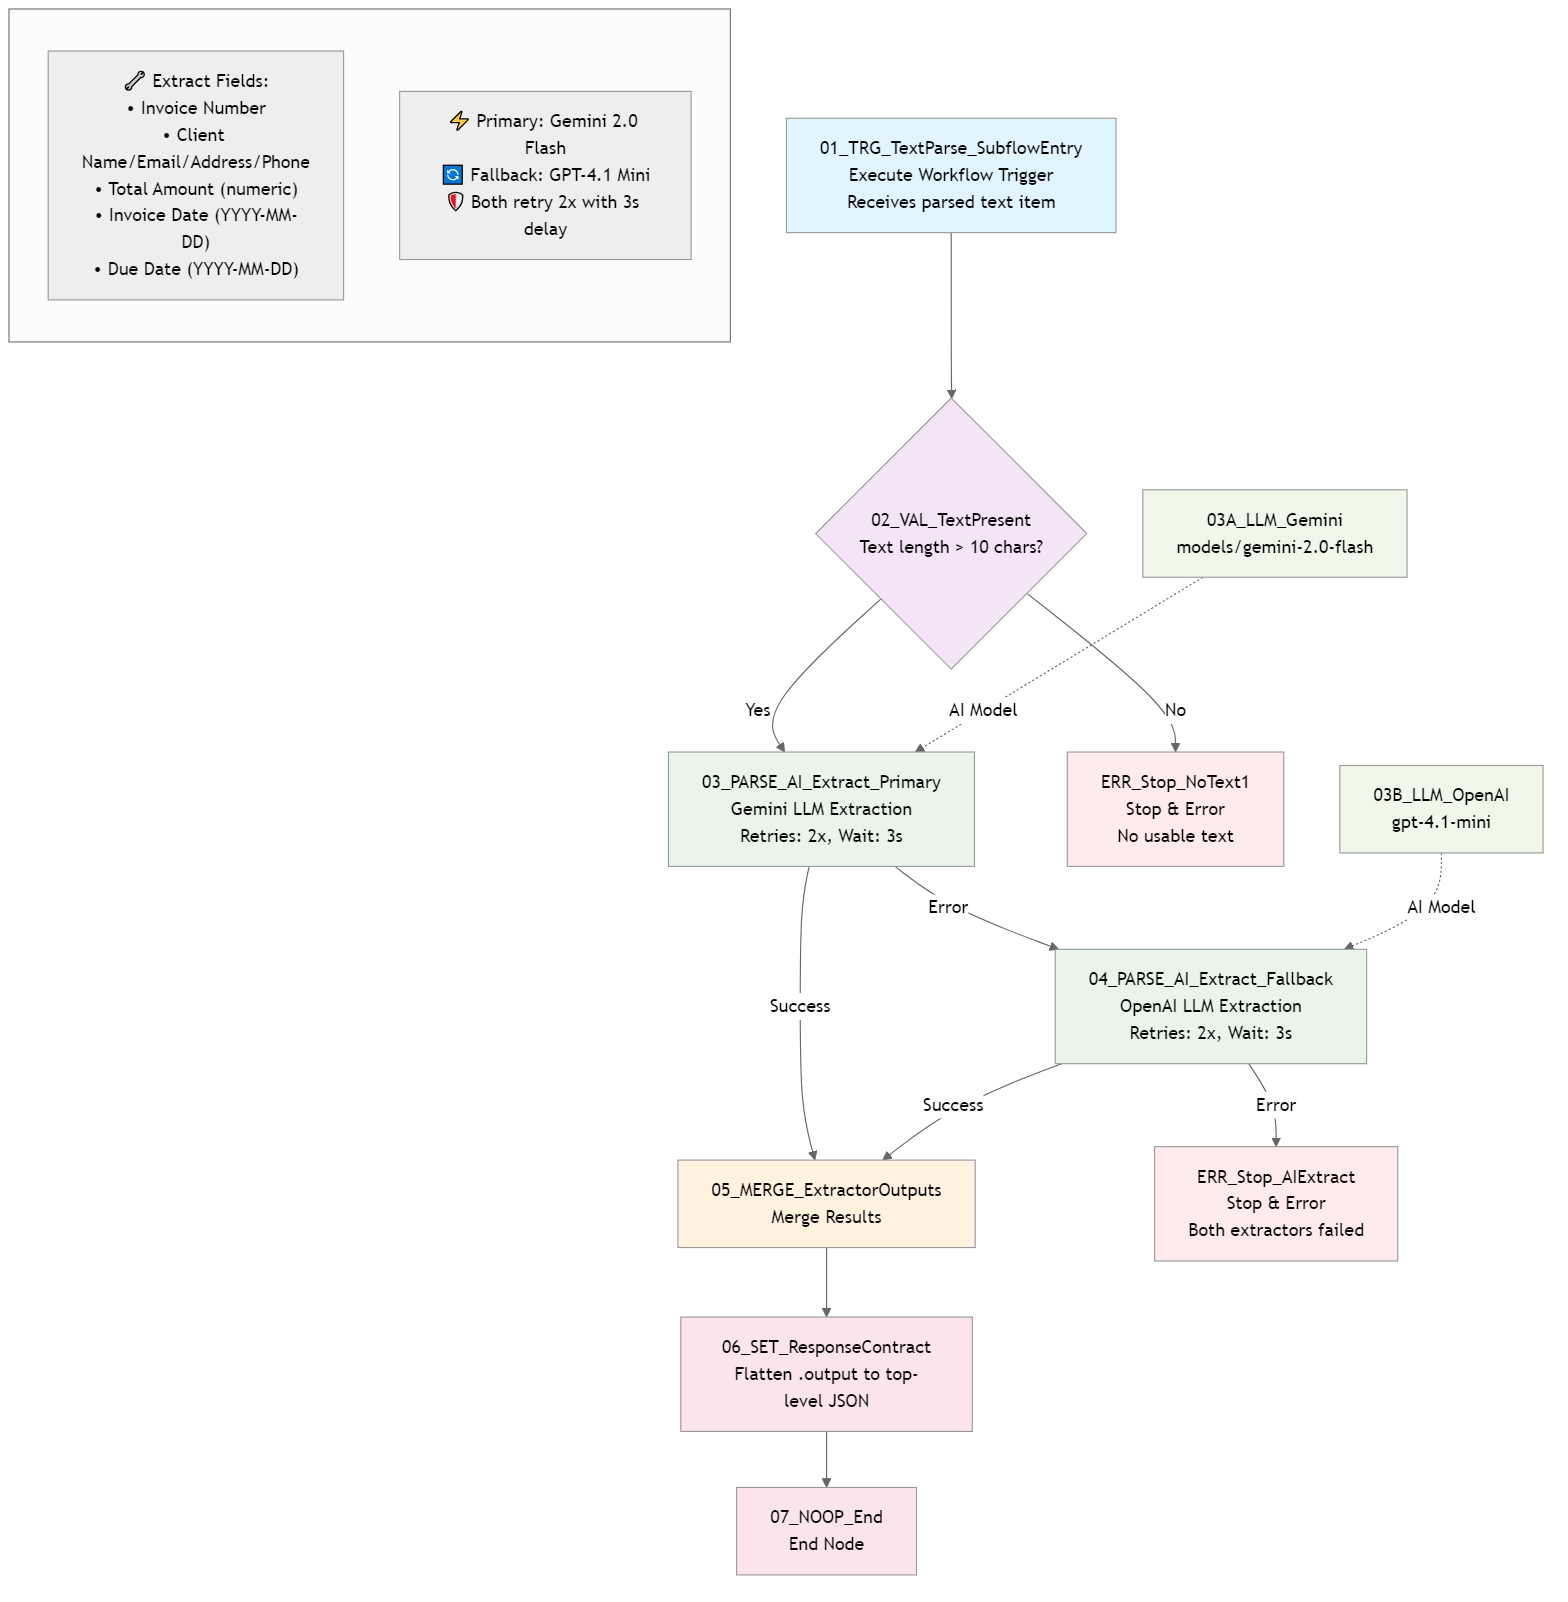 🔗 Extract Fields:
• Invoice Number
• Client
Name/Email/Address/Phone
• Total Amount (numeric)
• Invoice Date (YYYY-MM-
DD)
• Due Date (YYYY-MM-DD)
⚡ Primary: Gemini 2.0
Flash
🔄 Fallback: GPT-4.1 Mini
🛡 Both retry 2x with 3s
delay
01_TRG_TextParse_SubflowEntry
Execute Workflow Trigger
Receives parsed text item
02_VAL_TextPresent
Text length > 10 chars?
03A_LLM_Gemini
models/gemini-2.0-flash
Yes
AI Model
No
03_PARSE_AI_Extract_Primary
Gemini LLM Extraction
Retries: 2x, Wait: 3s
ERR_Stop_NoText1
Stop & Error
No usable text
03B_LLM_OpenAI
gpt-4.1-mini
Error
AI Model
Success
04_PARSE_AI_Extract_Fallback
OpenAI LLM Extraction
Retries: 2x, Wait: 3s
Success
Error
05_MERGE_ExtractorOutputs
Merge Results
ERR_Stop_AIExtract
Stop & Error
Both extractors failed
06_SET_ResponseContract
Flatten .output to top-
level JSON
07_NOOP_End
End Node